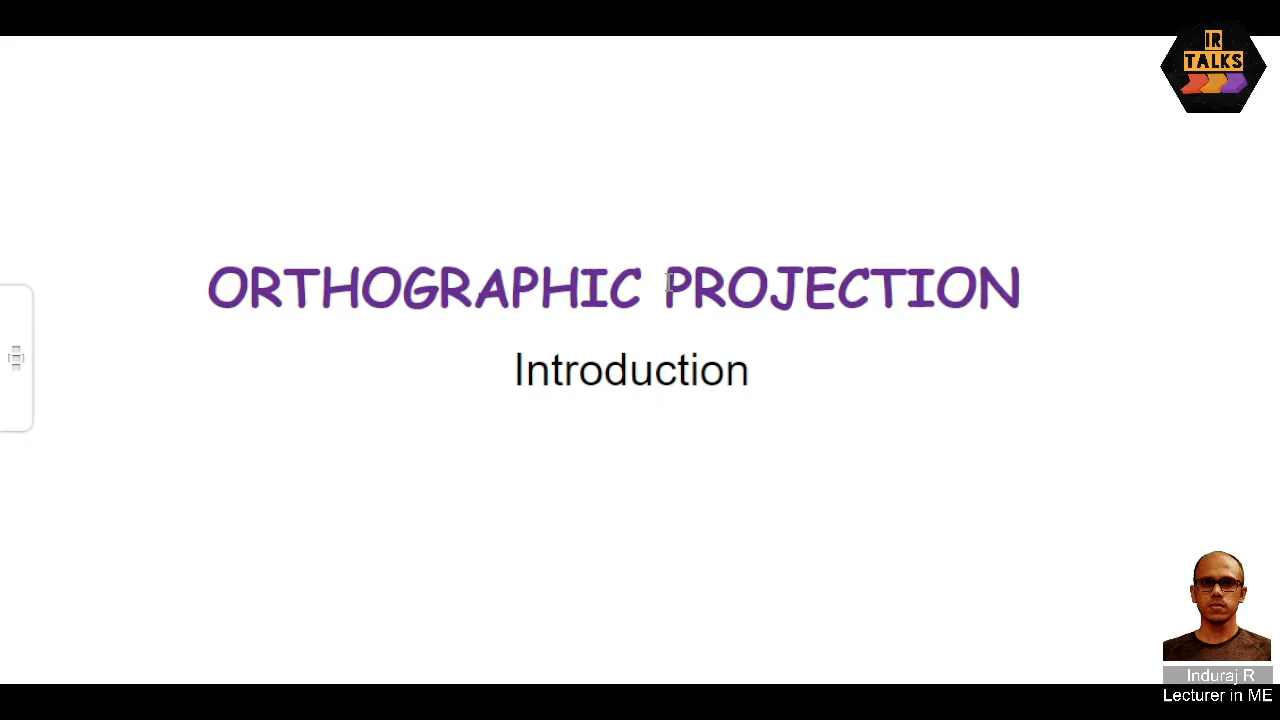 IR
TALKS
ORTHOGRAPHIC PROJECTION
Introduction
Induraj R
Lecturer in ME